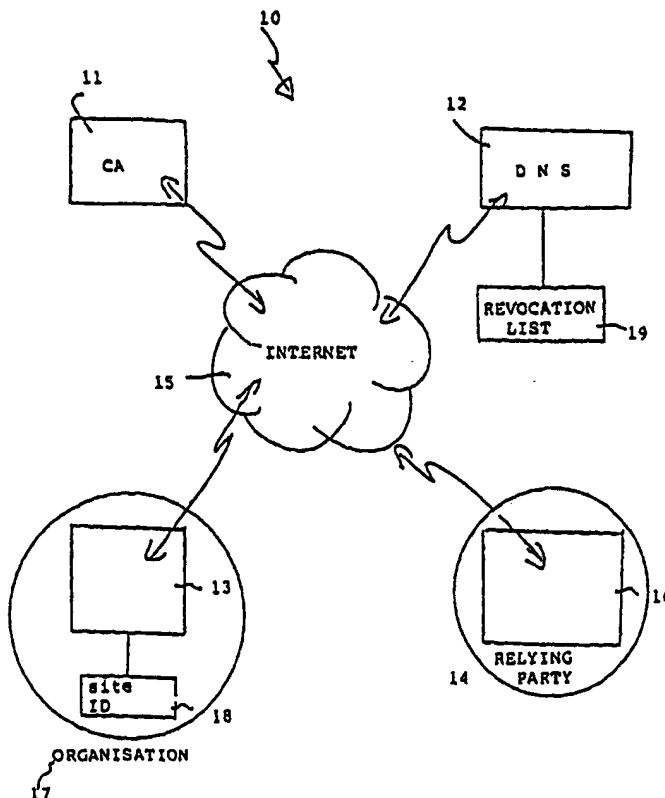 10
11
12
CA
D N S
REVOCATION
LIST
19
INTERNET
15
13
site
ID
18
ORGANISATION
17
16
14
RELYING
PARTY